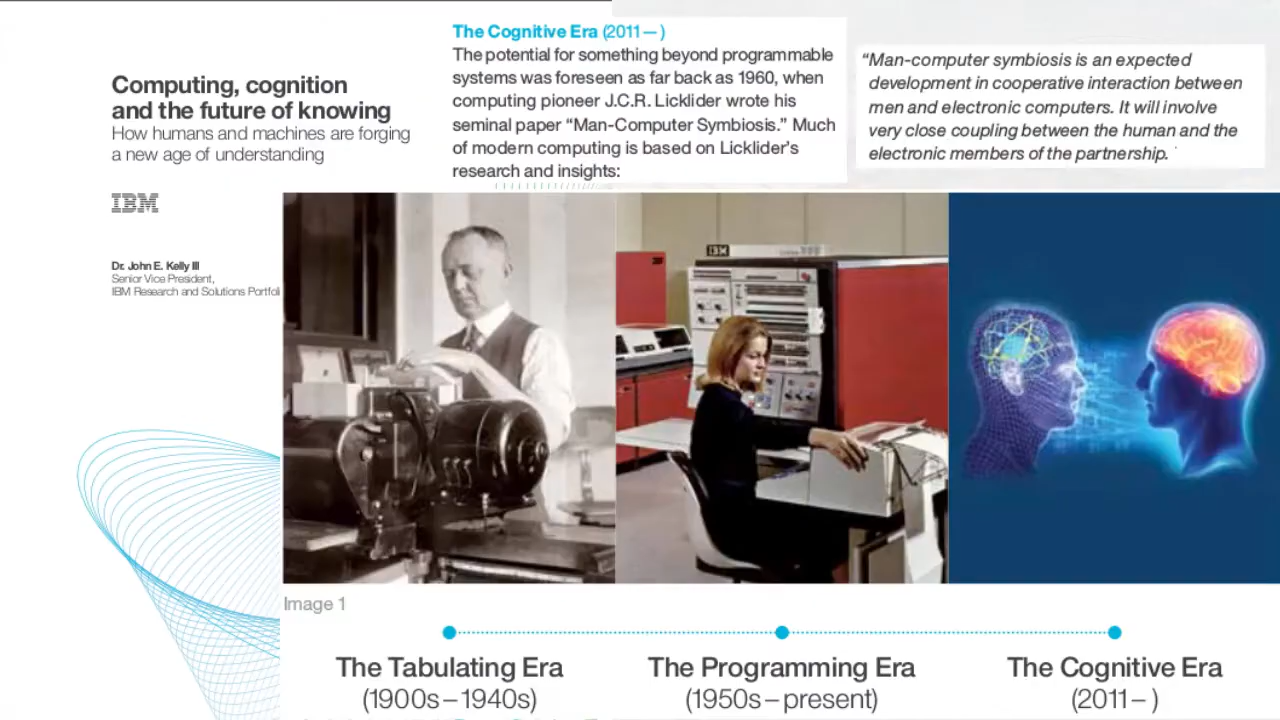 Computing, cognition
and the future of knowing
How humans and machines are forging
a new age of understanding
IBM
Dr. John E. Kelly III
Senior Vice President,
IBM Research and Solutions Portfoli
The Cognitive Era (2011 — )
The potential for something beyond programmable
systems was foreseen as far back as 1960, when
computing pioneer J.C.R. Licklider wrote his
seminal paper “Man-Computer Symbiosis.” Much
of modern computing is based on Licklider’s
research and insights:
“Man-computer symbiosis is an expected
development in cooperative interaction between
men and electronic computers. It will involve
very close coupling between the human and the
electronic members of the partnership.
IBM
Image 1
The Tabulating Era
(1900s – 1940s)
The Programming Era
(1950s – present)
The Cognitive Era
(2011 – )